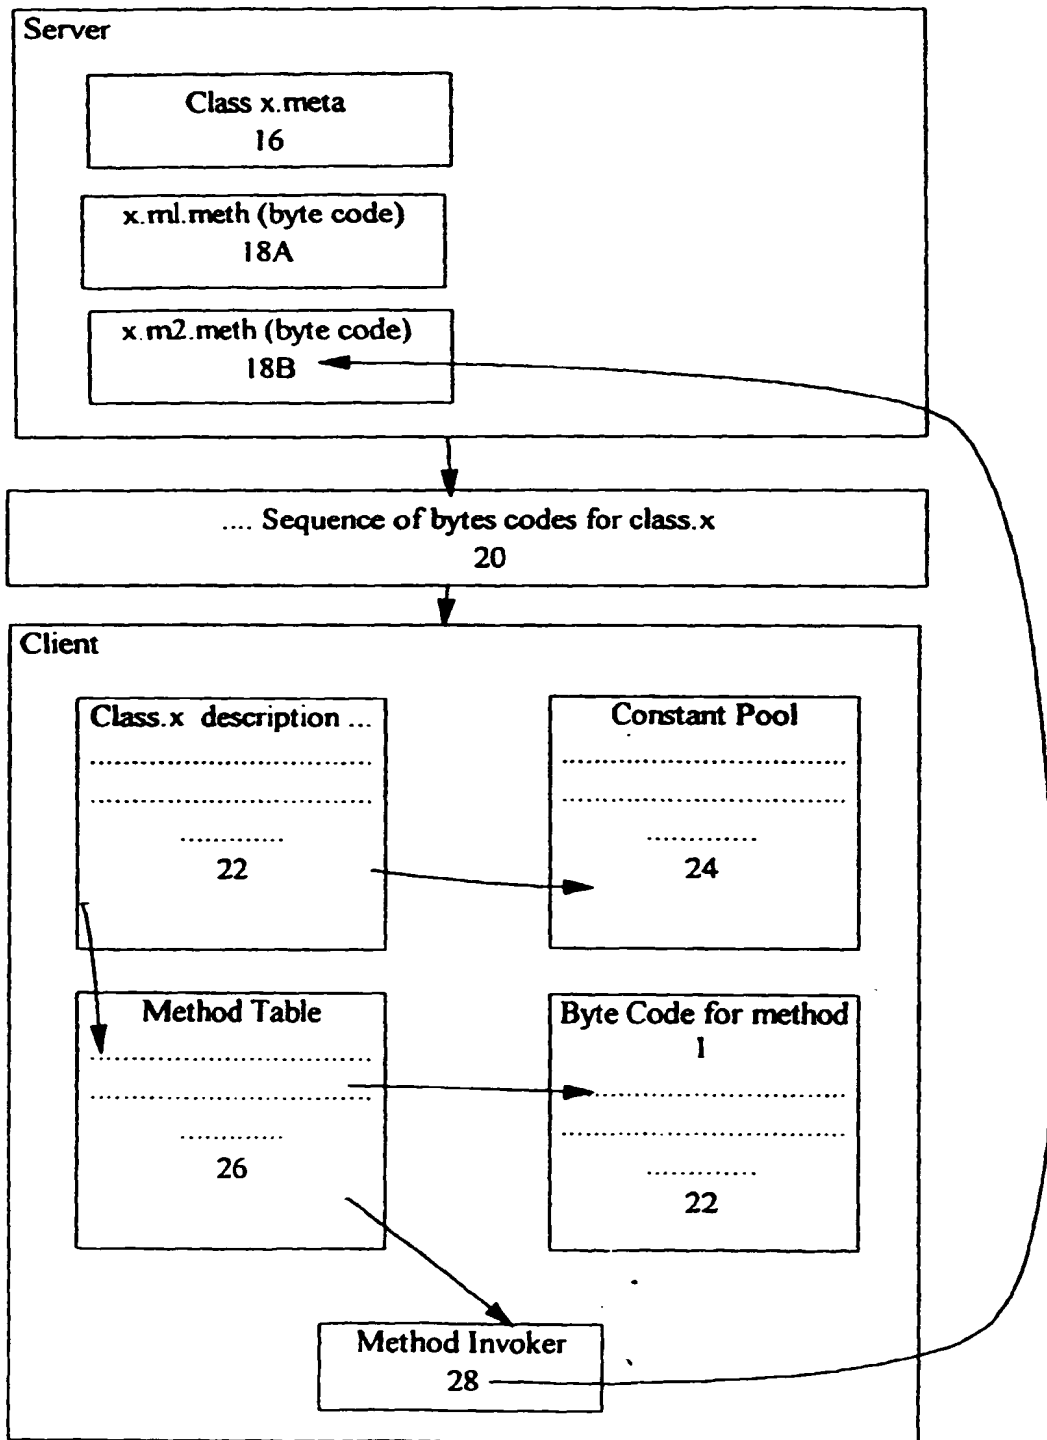 Server
Class x.meta
16
x.ml.meth (byte code)
18A
x.m2.meth (byte code)
18B
.... Sequence of bytes codes for class.x
20
Client
Class.x description ...
22
Constant Pool
24
Method Table
26
Byte Code for method
1
22
Method Invoker
28